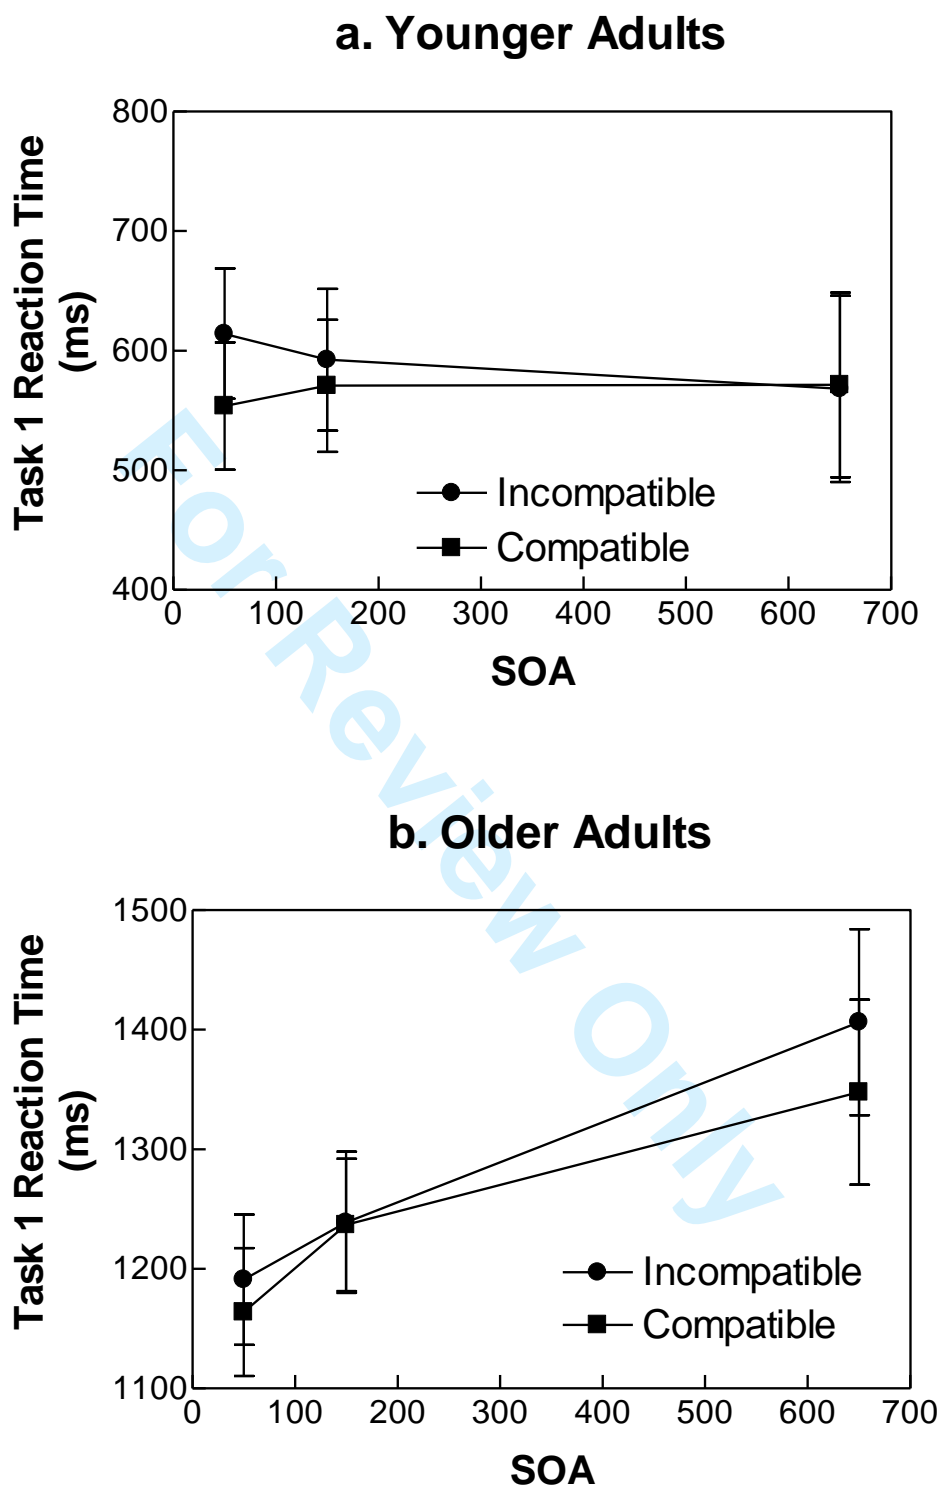 a. Younger Adults
Task 1 Reaction Time
(ms)
800
700
600
500
400
0 100 200 300 400 500 600 700
Incompatible
Compatible
SOA
For Review Only
b. Older Adults
Task 1 Reaction Time
(ms)
1500
1400
1300
1200
1100
0 100 200 300 400 500 600 700
Incompatible
Compatible
SOA